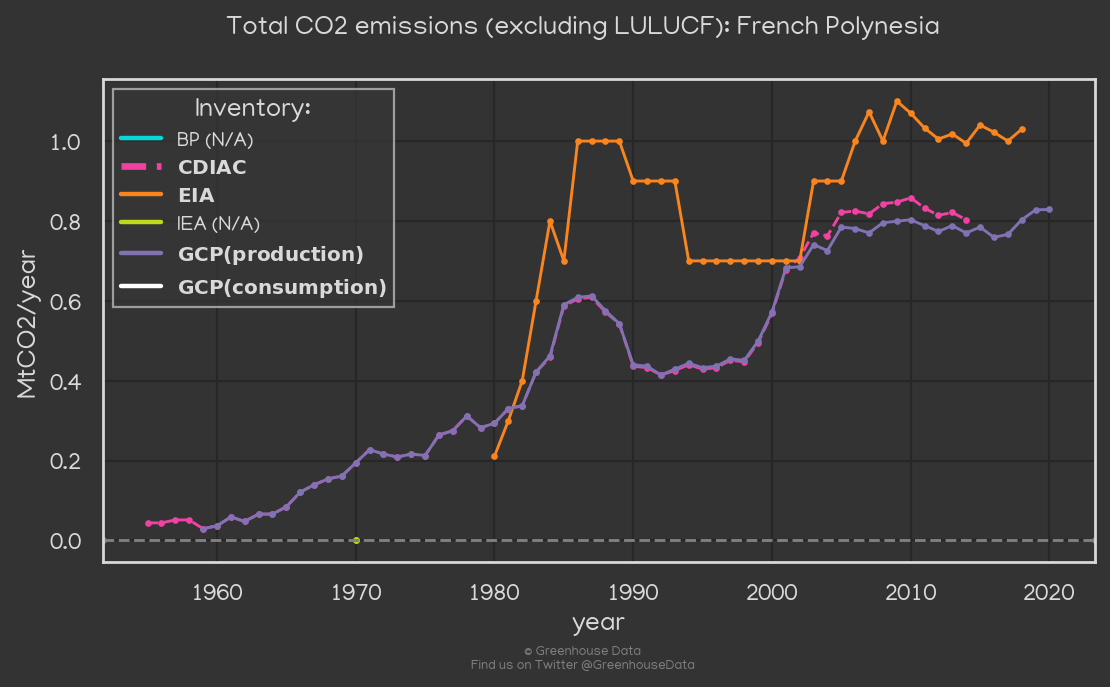 Total CO2 emissions (excluding LULUCF): French Polynesia
Inventory:
BP (N/A)
CDIAC
EIA
IEA (N/A)
GCP(production)
GCP(consumption)
MtCO2/year
1.0
0.8
0.6
0.4
0.2
0.0
1960 1970 1980 1990 2000 2010 2020
year
© Greenhouse Data
Find us on Twitter @GreenhouseData